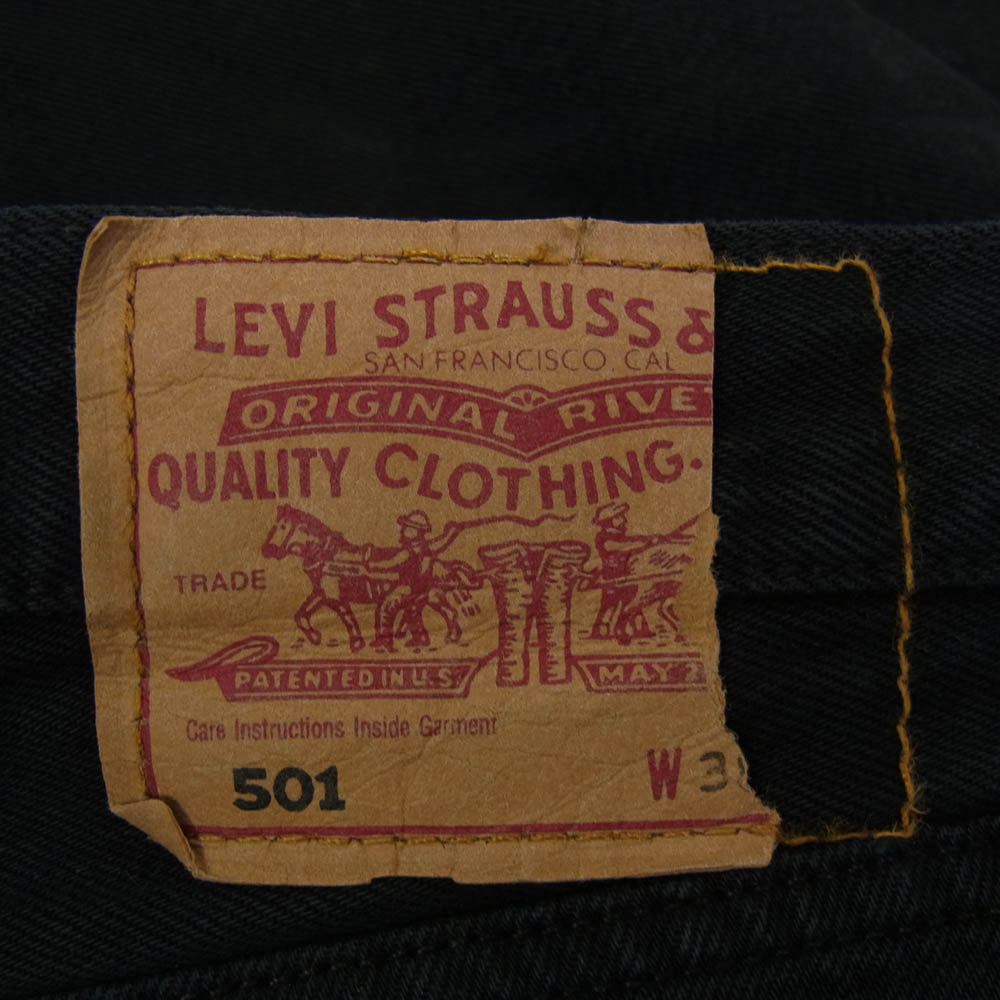 LEVI STRAUSS &
SAN FRANCISCO. CAL
ORIGINAL RIVET
QUALITY CLOTHING.
TRADE
PATENTED IN U.S.
MAY 2
Care Instructions Inside Garment
501
W 3